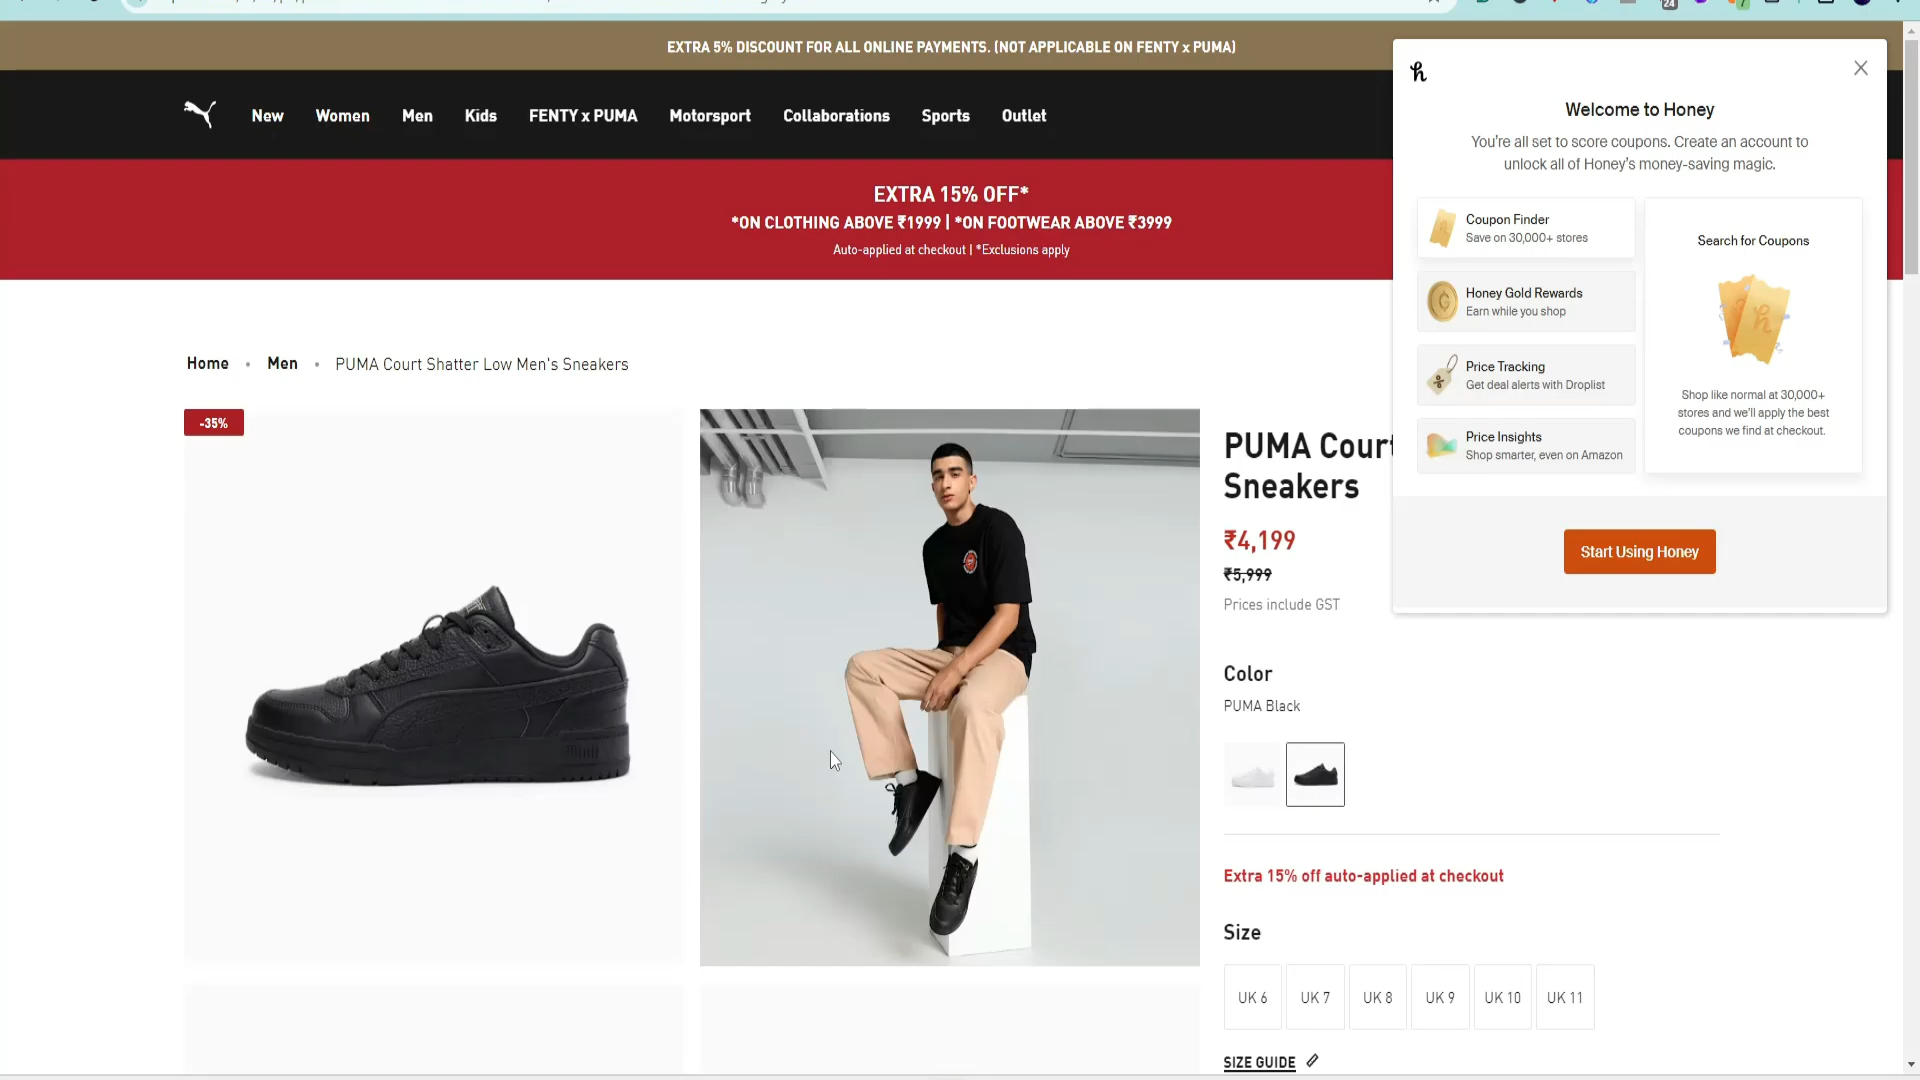 24
7
EXTRA 5% DISCOUNT FOR ALL ONLINE PAYMENTS. (NOT APPLICABLE ON FENTY x PUMA)
New Women Men Kids FENTY x PUMA Motorsport Collaborations Sports Outlet
EXTRA 15% OFF*
*ON CLOTHING ABOVE ₹1999 | *ON FOOTWEAR ABOVE ₹3999
Auto-applied at checkout | *Exclusions apply
h
Welcome to Honey
You're all set to score coupons. Create an account to
unlock all of Honey's money-saving magic.
Coupon Finder
Save on 30,000+ stores
Honey Gold Rewards
Earn while you shop
Price Tracking
Get deal alerts with Droplist
Price Insights
Shop smarter, even on Amazon
Search for Coupons
Shop like normal at 30,000+
stores and we'll apply the best
coupons we find at checkout.
Start Using Honey
Home • Men • PUMA Court Shatter Low Men's Sneakers
-35%
PUMA Court
Sneakers
₹4,199
₹5,999
Prices include GST
Color
PUMA Black
Extra 15% off auto-applied at checkout
Size
UK 6 UK 7 UK 8 UK 9 UK 10 UK 11
SIZE GUIDE